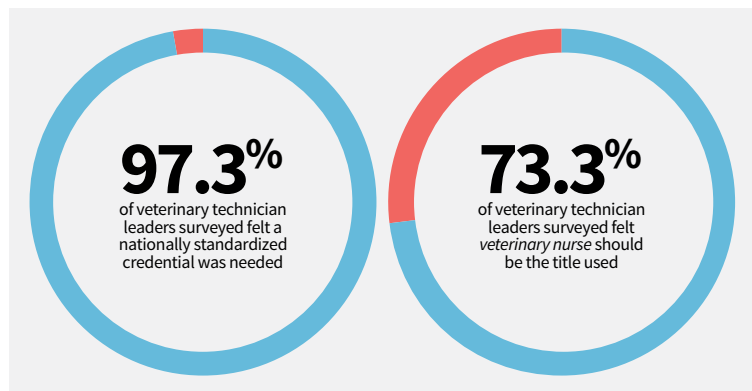 97.3%
of veterinary technician
leaders surveyed felt a
nationally standardized
credential was needed
73.3%
of veterinary technician
leaders surveyed felt
veterinary nurse should
be the title used